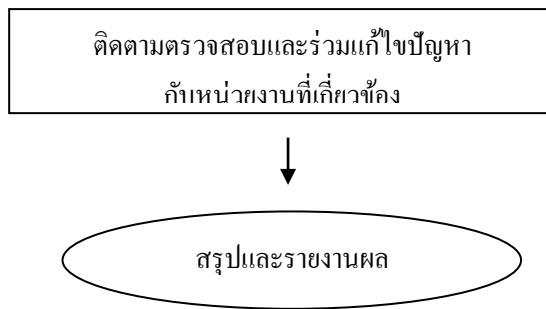 ติดตามตรวจสอบและร่วมแก้ไขปัญหา
กับหน่วยงานที่เกี่ยวข้อง
สรุปและรายงานผล